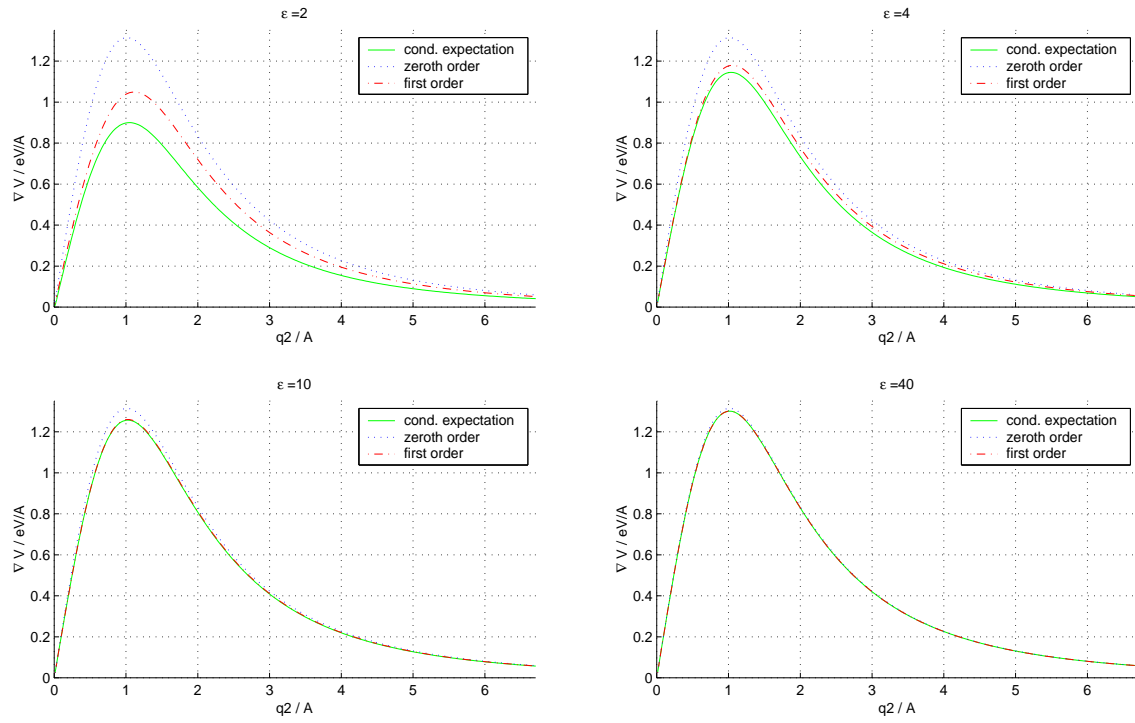 ε =2
cond. expectation
zeroth order
first order
∇ V / eV/A
1.2
1
0.8
0.6
0.4
0.2
0
0 1 2 3 4 5 6
q2 / A
ε =4
cond. expectation
zeroth order
first order
∇ V / eV/A
1.2
1
0.8
0.6
0.4
0.2
0
0 1 2 3 4 5 6
q2 / A
ε =10
cond. expectation
zeroth order
first order
∇ V / eV/A
1.2
1
0.8
0.6
0.4
0.2
0
0 1 2 3 4 5 6
q2 / A
ε =40
cond. expectation
zeroth order
first order
∇ V / eV/A
1.2
1
0.8
0.6
0.4
0.2
0
0 1 2 3 4 5 6
q2 / A